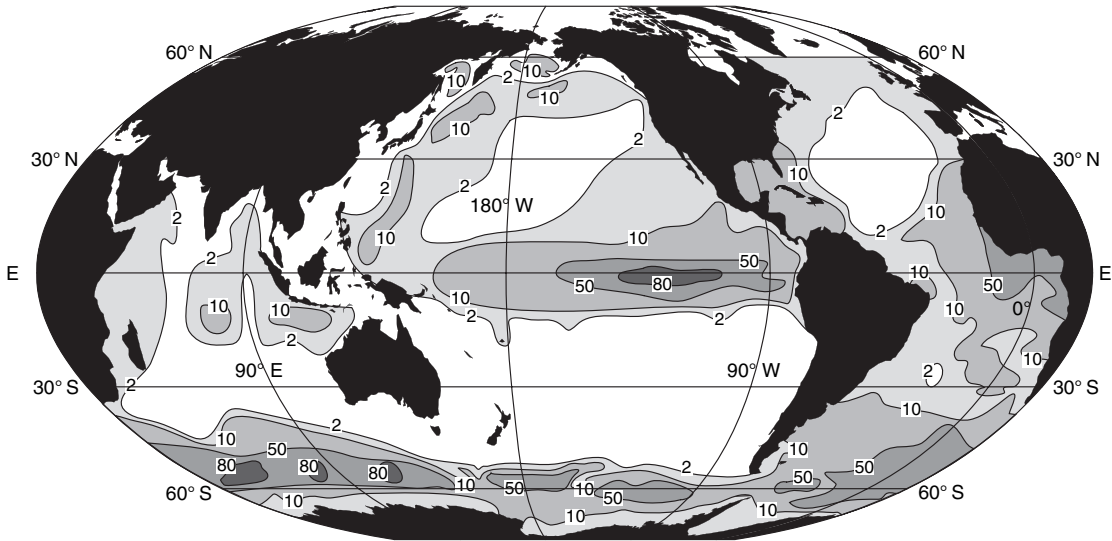 60° N 60° N
10 2 10
10
2
10 2
30° N 30° N
10
2 2
2 180° W 10
10 10 2
2 50
E 10 E
50 80 50
10 10 10 0°
10 2 2
2 10
90° E 90° W 2
30° S 2 30° S
10
10 2
50 10
80 80 80 2 50
10 50 10 50 50
60° S 10 60° S
10 10